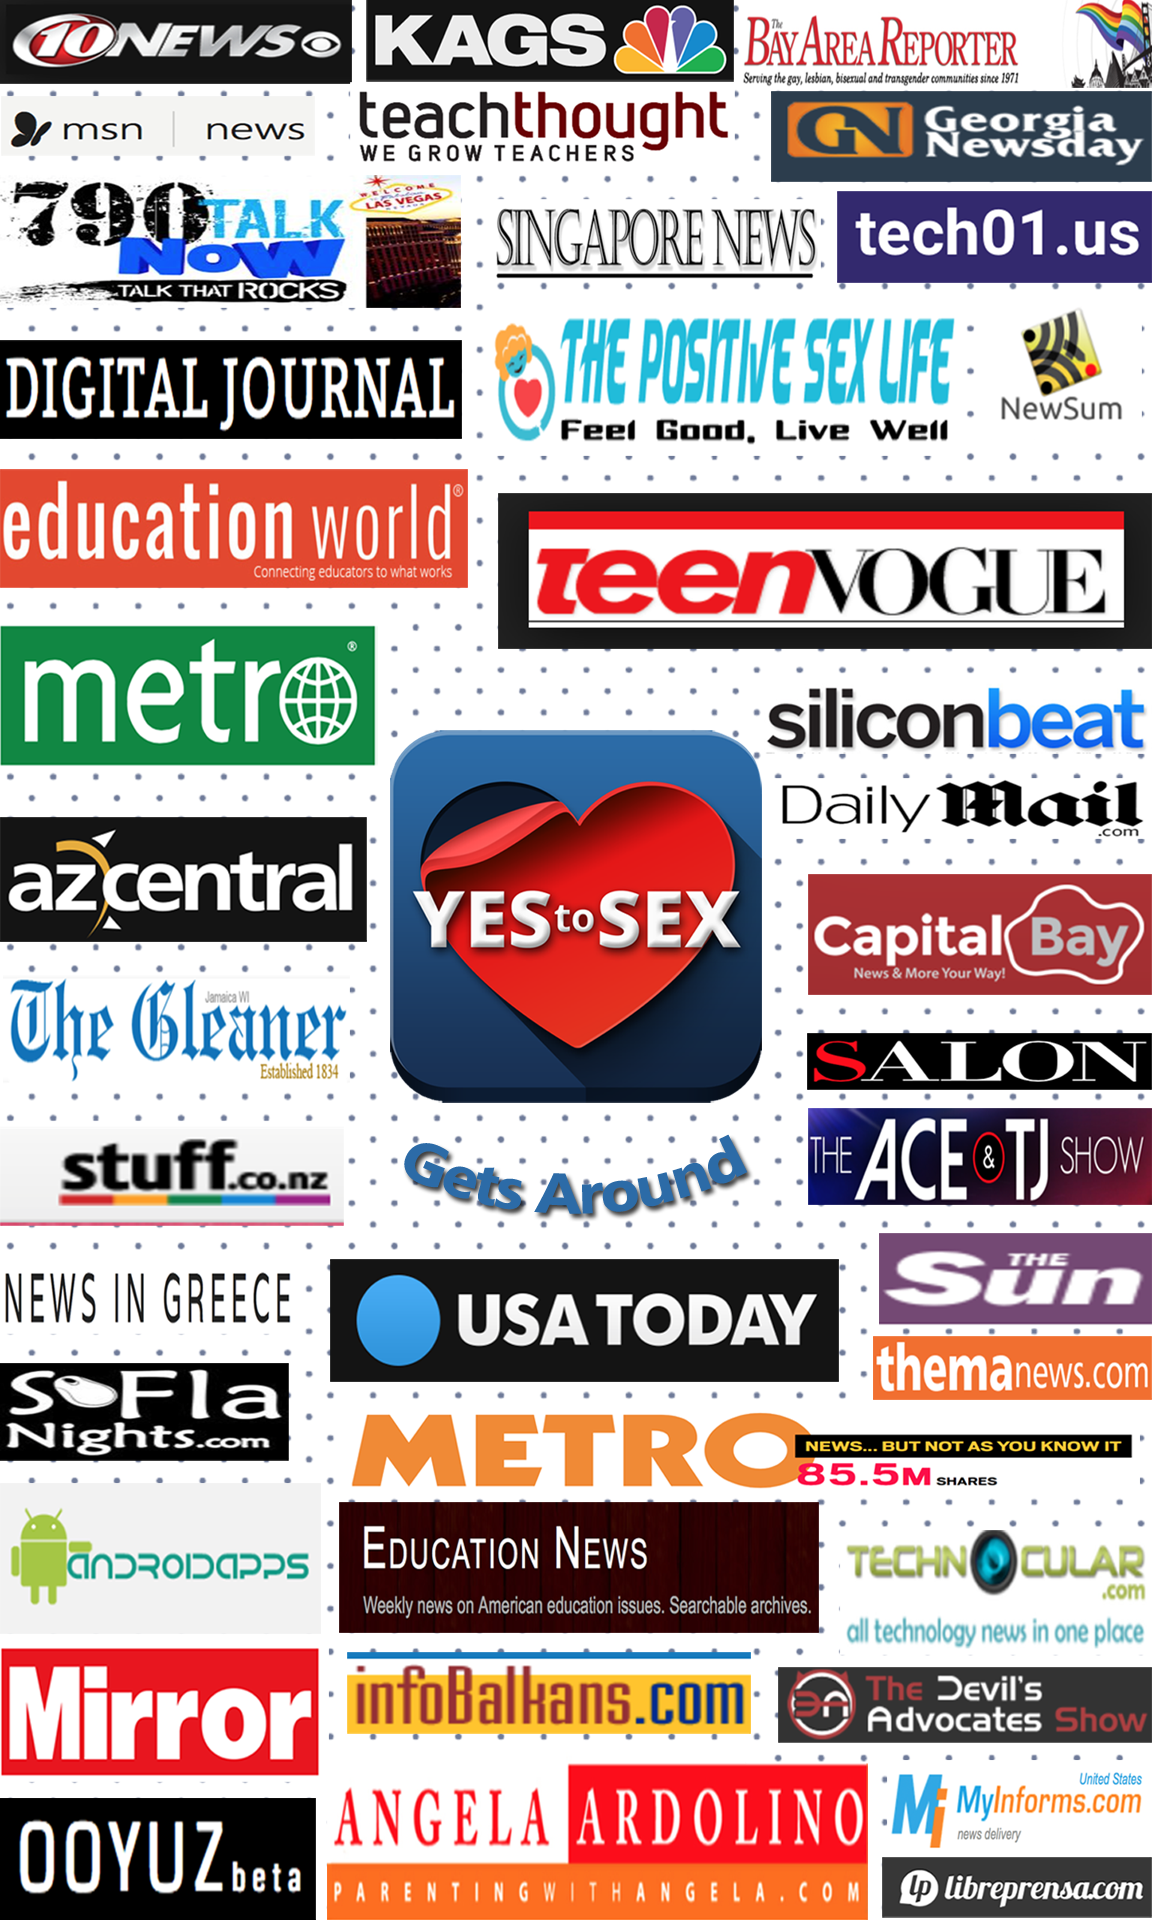 10NEWS
KAGS
The
BAY AREA REPORTER
Serving the gay, lesbian, bisexual and transgender communities since 1971
msn | news
teachthought
WE GROW TEACHERS
GN Georgia
Newsday
790 TALK
NOW
TALK THAT ROCKS
WELCOME
LAS VEGAS
SINGAPORE NEWS
tech01.us
DIGITAL JOURNAL
THE POSITIVE SEX LIFE
Feel Good, Live Well
NewSum
education world®
Connecting educators to what works
teenVOGUE
metro®
siliconbeat
Daily Mail
.com
azcentral
YES to SEX
Capital Bay
News & More Your Way!
Jamaica WI
The Gleaner
Established 1834
SALON
THE ACE & TJ SHOW
stuff.co.nz
Gets Around
NEWS IN GREECE
USA TODAY
THE
Sun
themanews.com
SoFla
Nights.com
METRO
NEWS... BUT NOT AS YOU KNOW IT
85.5M SHARES
ANDROIDAPPS
EDUCATION NEWS
Weekly news on American education issues. Searchable archives.
TECHNOCULAR
.com
all technology news in one place
Mirror
infoBalkans.com
The Devil's
Advocates Show
ANGELA ARDOLINO
PARENTINGWITHANGELA.COM
United States
Mi MyInforms.com
news delivery
OOYUZ beta
lp libreprensa.com